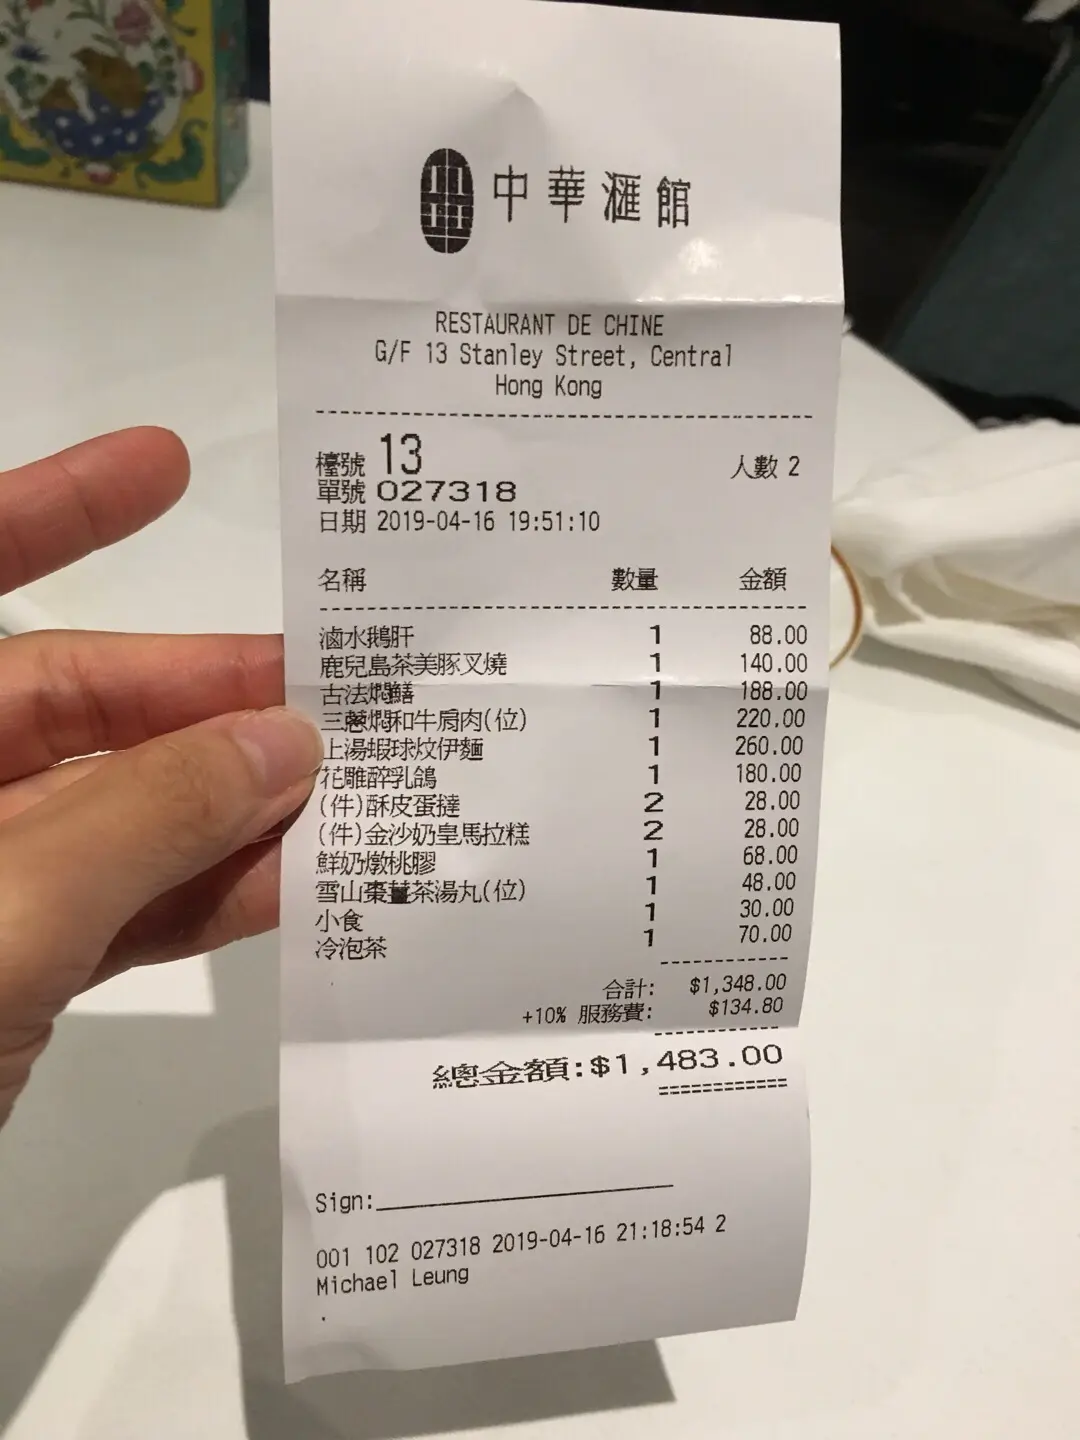 中華滙館
RESTAURANT DE CHINE
G/F 13 Stanley Street, Central
Hong Kong
檯號 13 人數 2
單號 027318
日期 2019-04-16 19:51:10
名稱 數量 金額
滷水鵝肝 1 88.00
鹿兒島茶美豚叉燒 1 140.00
古法燜鱔 1 188.00
三蔥燜和牛肩肉(位) 1 220.00
上湯蝦球炆伊麵 1 260.00
花雕醉乳鴿 1 180.00
(件)酥皮蛋撻 2 28.00
(件)金沙奶皇馬拉糕 2 28.00
鮮奶燉桃膠 1 68.00
雪山棗薑茶湯丸(位) 1 48.00
小食 1 30.00
冷泡茶 1 70.00
合計: $1,348.00
+10% 服務費: $134.80
總金額:$1,483.00
Sign:
001 102 027318 2019-04-16 21:18:54 2
Michael Leung